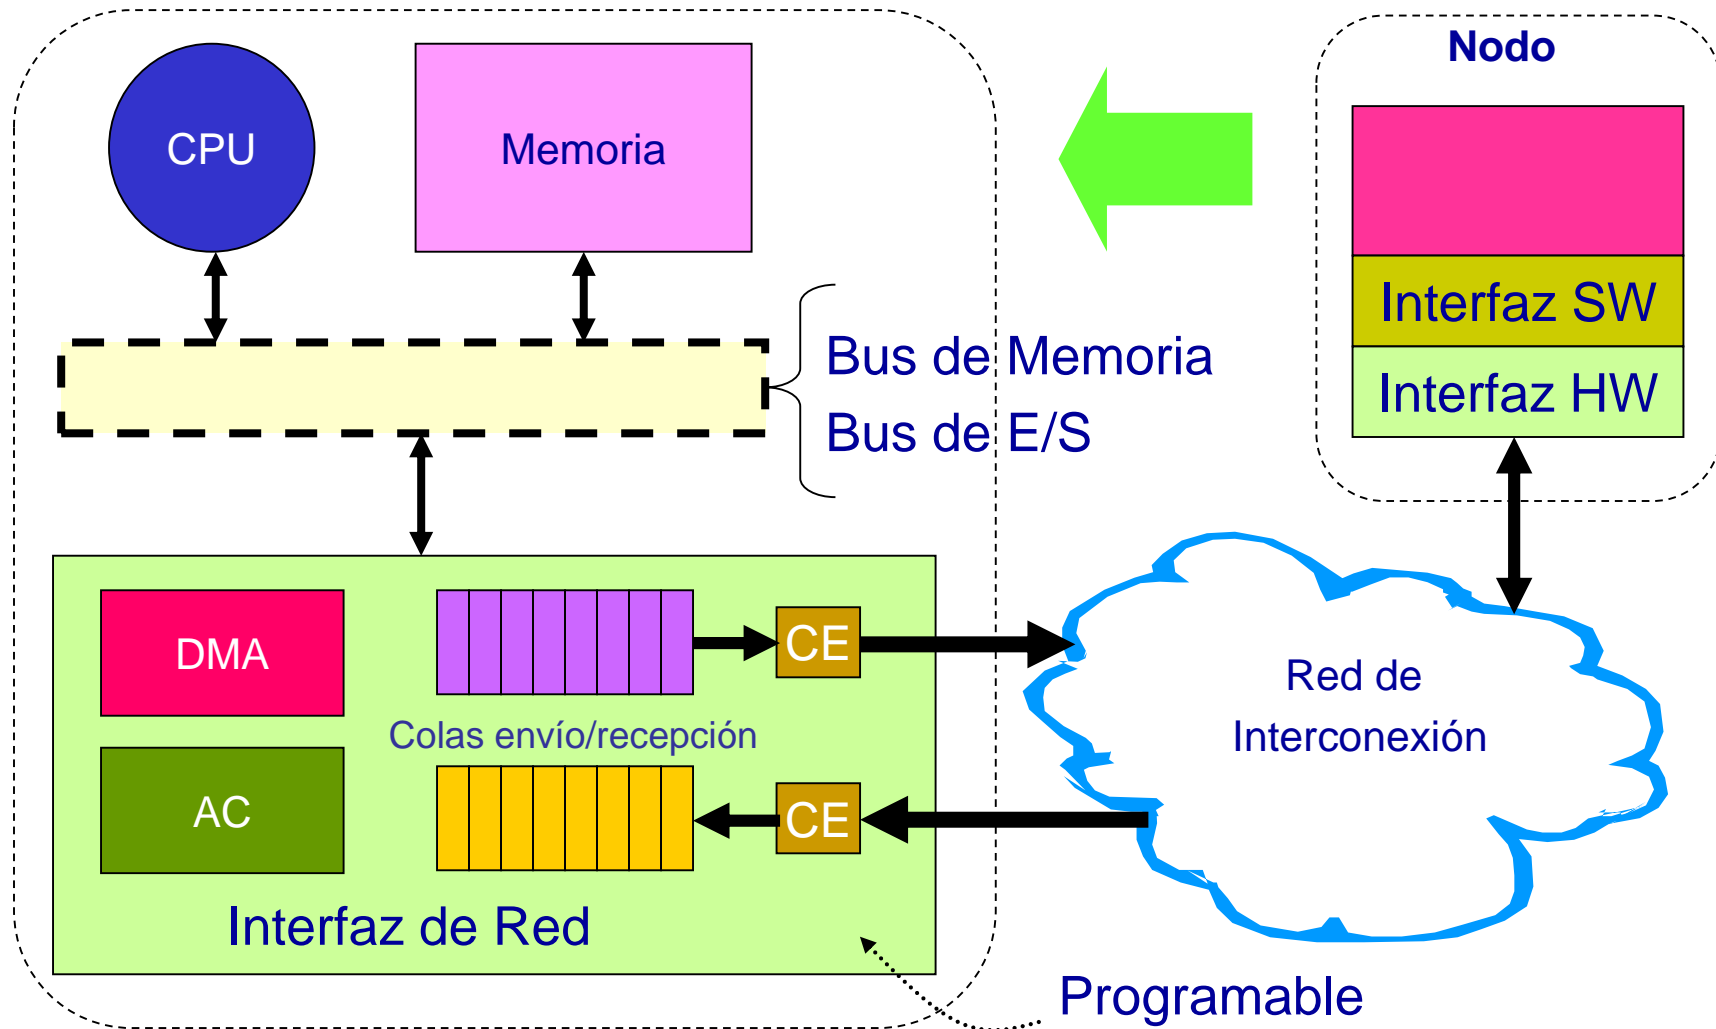 Nodo
CPU
Memoria
Interfaz SW
Bus de Memoria
Interfaz HW
Bus de E/S
DMA
CE
Red de
Interconexión
Colas envío/recepción
AC
CE
Interfaz de Red
Programable